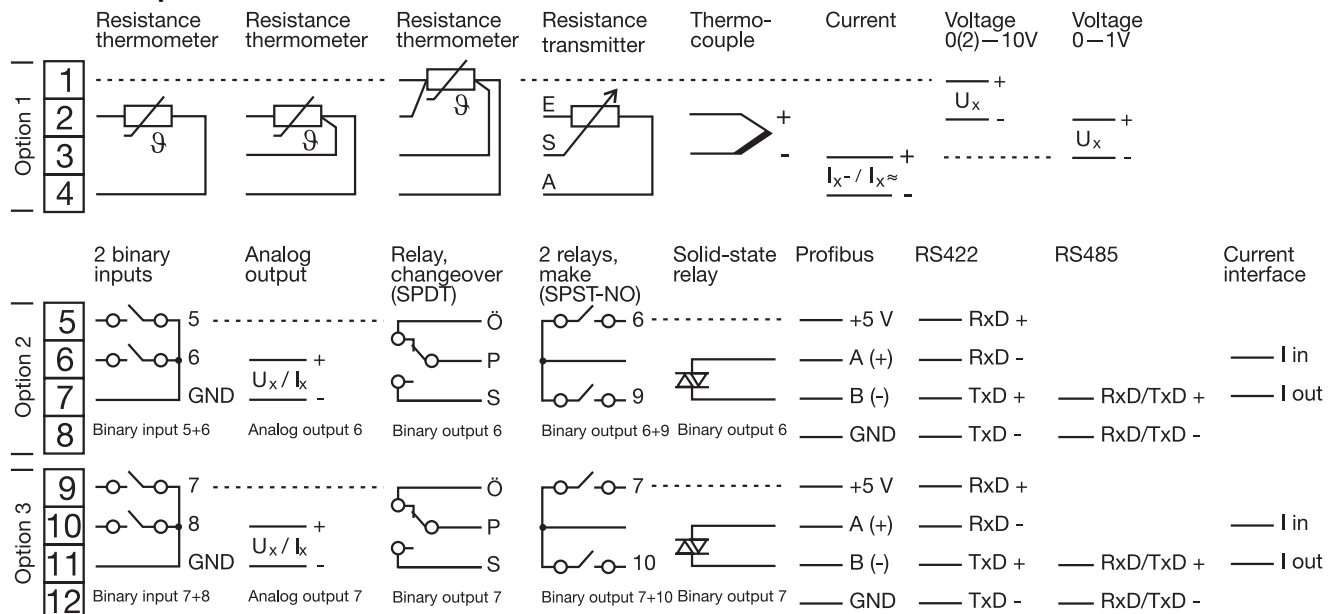 Resistance thermometer Resistance thermometer Resistance thermometer Resistance transmitter Thermo-couple Current Voltage 0(2)—10V Voltage 0—1V
Option 1
1 +
2 ϑ ϑ ϑ E + Ux - +
3 S - + Ux -
4 A Ix- / Ix≈ -
2 binary inputs Analog output Relay, changeover (SPDT) 2 relays, make (SPST-NO) Solid-state relay Profibus RS422 RS485 Current interface
Option 2
5 5 Ö 6 +5 V RxD +
6 6 + P A (+) RxD - I in
7 GND Ux / Ix - S 9 B (-) TxD + RxD/TxD + I out
8 Binary input 5+6 Analog output 6 Binary output 6 Binary output 6+9 Binary output 6 GND TxD - RxD/TxD -
Option 3
9 7 Ö 7 +5 V RxD +
10 8 + P A (+) RxD - I in
11 GND Ux / Ix - S 10 B (-) TxD + RxD/TxD + I out
12 Binary input 7+8 Analog output 7 Binary output 7 Binary output 7+10 Binary output 7 GND TxD - RxD/TxD -